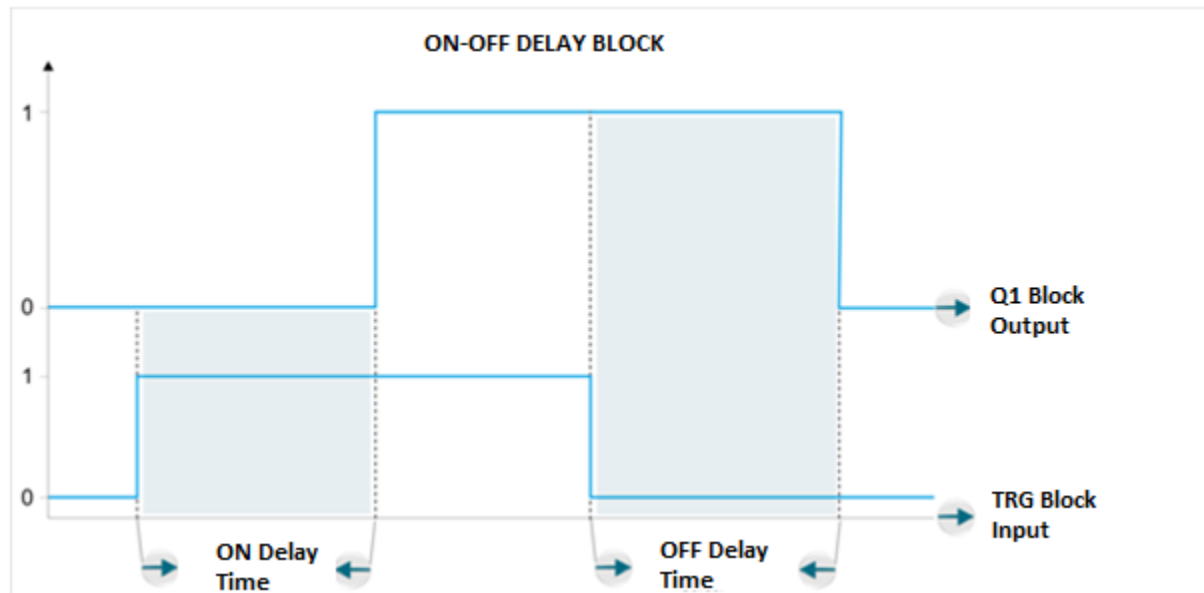 ON-OFF DELAY BLOCK
1
0
Q1 Block
Output
1
0
TRG Block
Input
ON Delay
Time
OFF Delay
Time